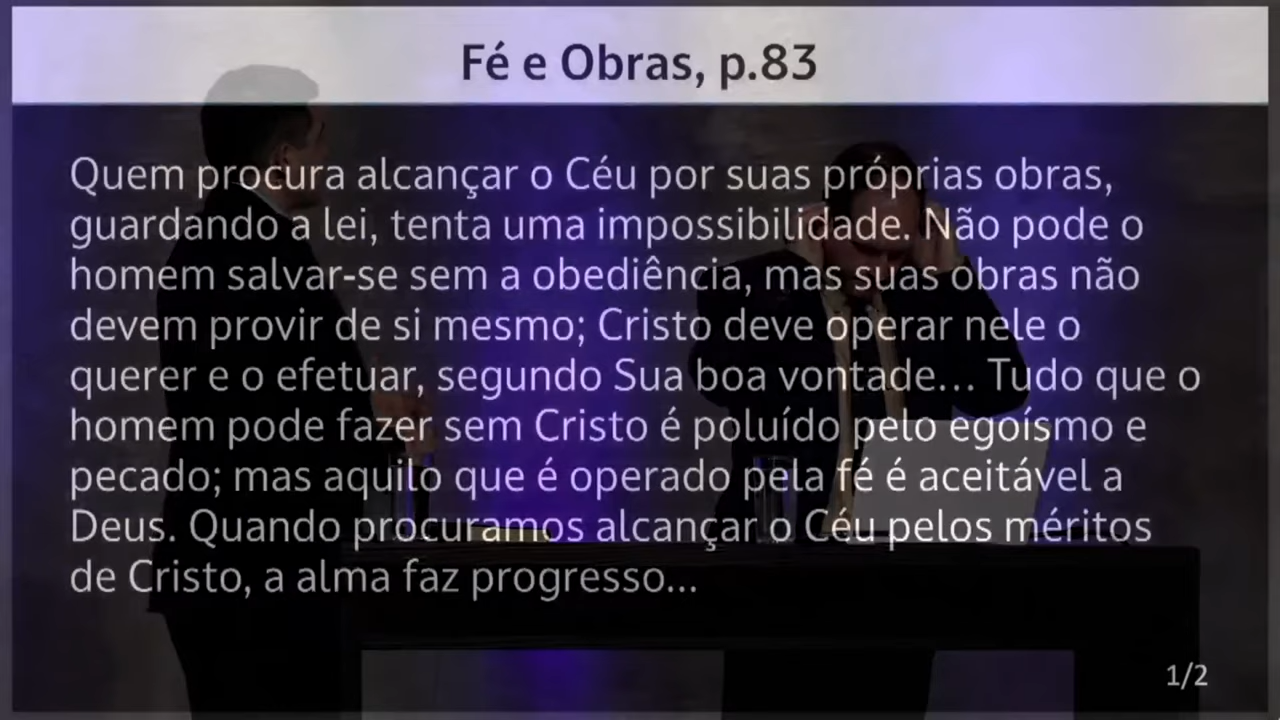 Fé e Obras, p.83
Quem procura alcançar o Céu por suas próprias obras,
guardando a lei, tenta uma impossibilidade. Não pode o
homem salvar-se sem a obediência, mas suas obras não
devem provir de si mesmo; Cristo deve operar nele o
querer e o efetuar, segundo Sua boa vontade... Tudo que o
homem pode fazer sem Cristo é poluído pelo egoísmo e
pecado; mas aquilo que é operado pela fé é aceitável a
Deus. Quando procuramos alcançar o Céu pelos méritos
de Cristo, a alma faz progresso...
1/2